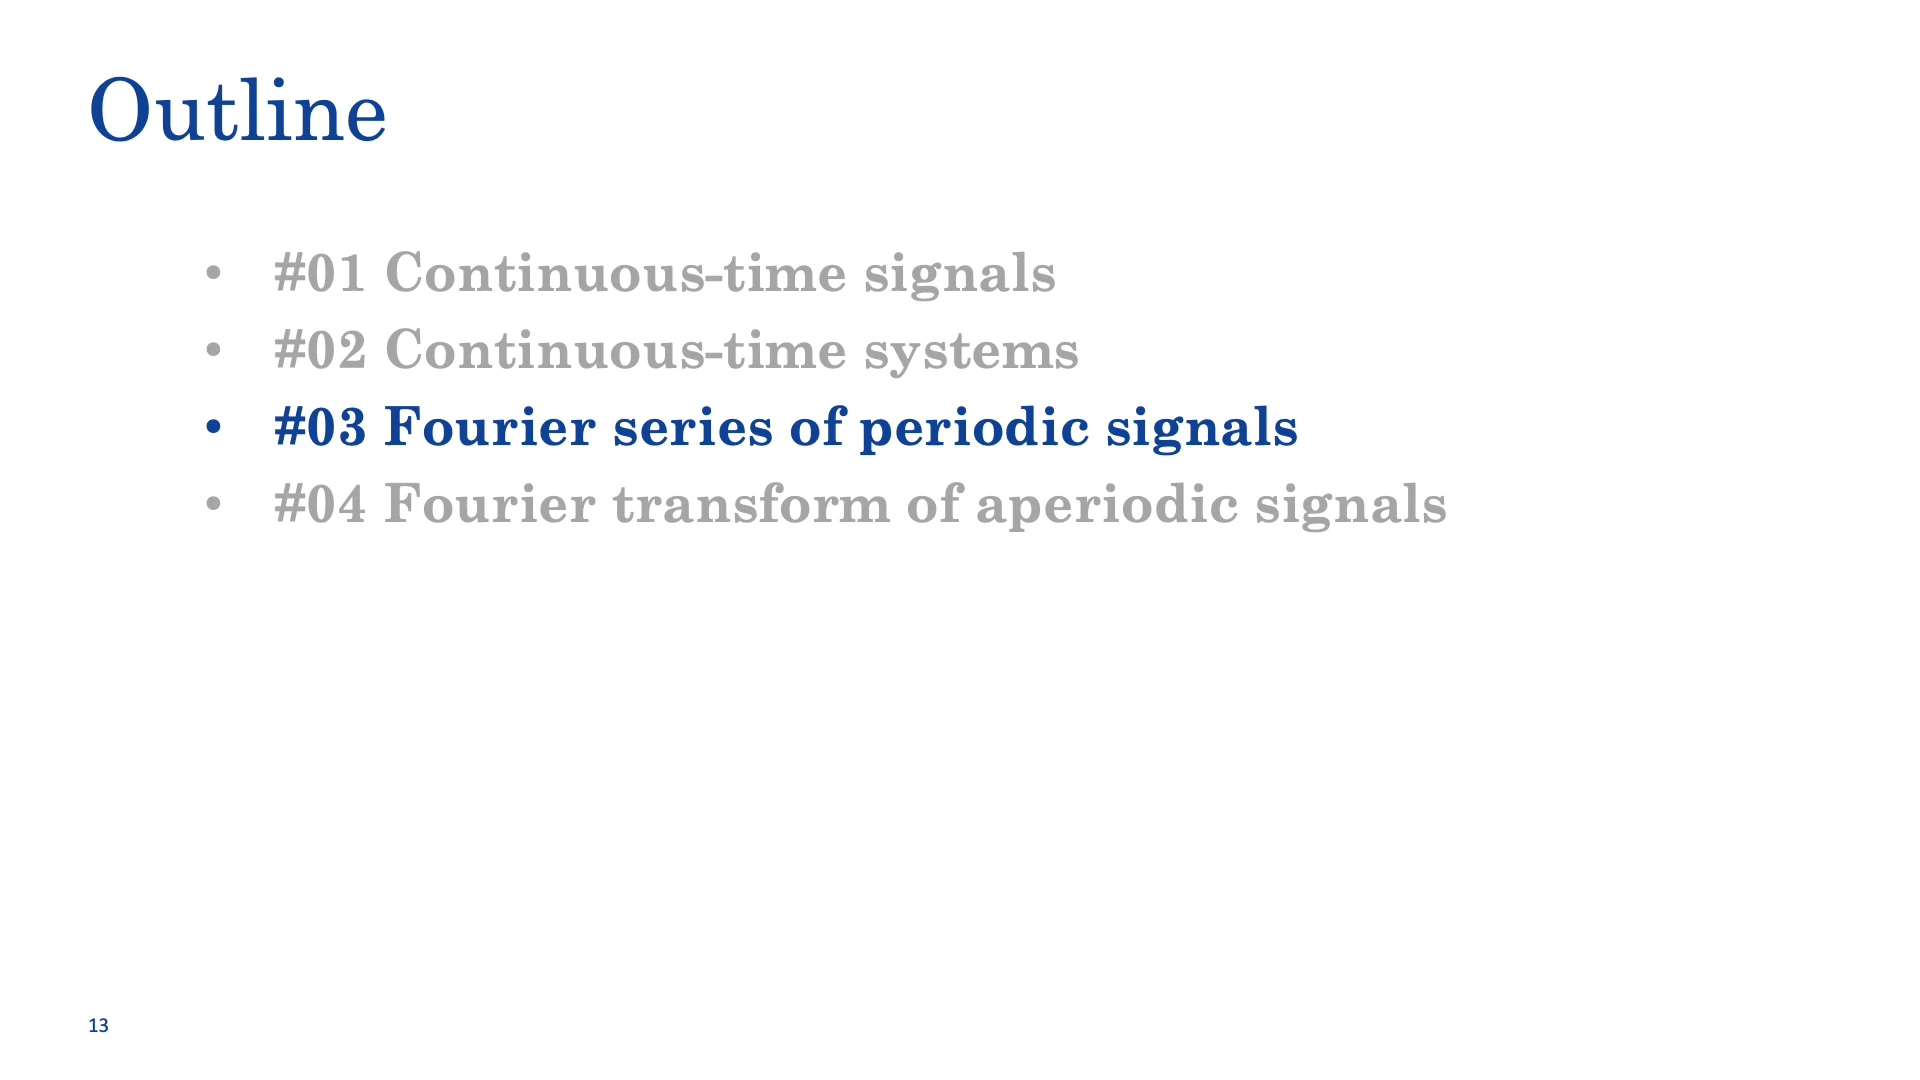 Outline
• #01 Continuous-time signals
• #02 Continuous-time systems
• #03 Fourier series of periodic signals
• #04 Fourier transform of aperiodic signals
13